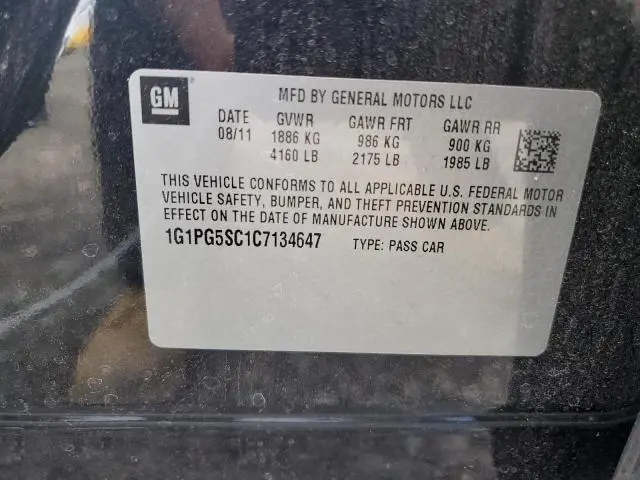 GM
MFD BY GENERAL MOTORS LLC
DATE GVWR GAWR FRT GAWR RR
08/11 1886 KG 986 KG 900 KG
4160 LB 2175 LB 1985 LB
THIS VEHICLE CONFORMS TO ALL APPLICABLE U.S. FEDERAL MOTOR
VEHICLE SAFETY, BUMPER, AND THEFT PREVENTION STANDARDS IN
EFFECT ON THE DATE OF MANUFACTURE SHOWN ABOVE.
1G1PG5SC1C7134647 TYPE: PASS CAR